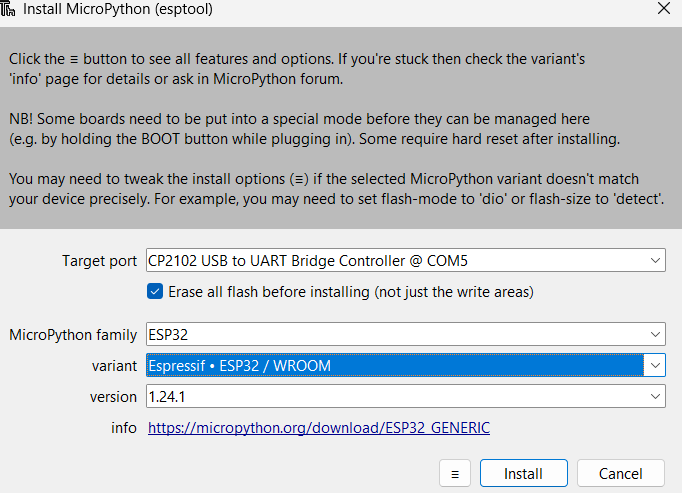 Install MicroPython (esptool)
Click the ≡ button to see all features and options. If you're stuck then check the variant's
'info' page for details or ask in MicroPython forum.
NB! Some boards need to be put into a special mode before they can be managed here
(e.g. by holding the BOOT button while plugging in). Some require hard reset after installing.
You may need to tweak the install options (≡) if the selected MicroPython variant doesn't match
your device precisely. For example, you may need to set flash-mode to 'dio' or flash-size to 'detect'.
Target port CP2102 USB to UART Bridge Controller @ COM5
Erase all flash before installing (not just the write areas)
MicroPython family ESP32
variant Espressif • ESP32 / WROOM
version 1.24.1
info https://micropython.org/download/ESP32_GENERIC
≡ Install Cancel